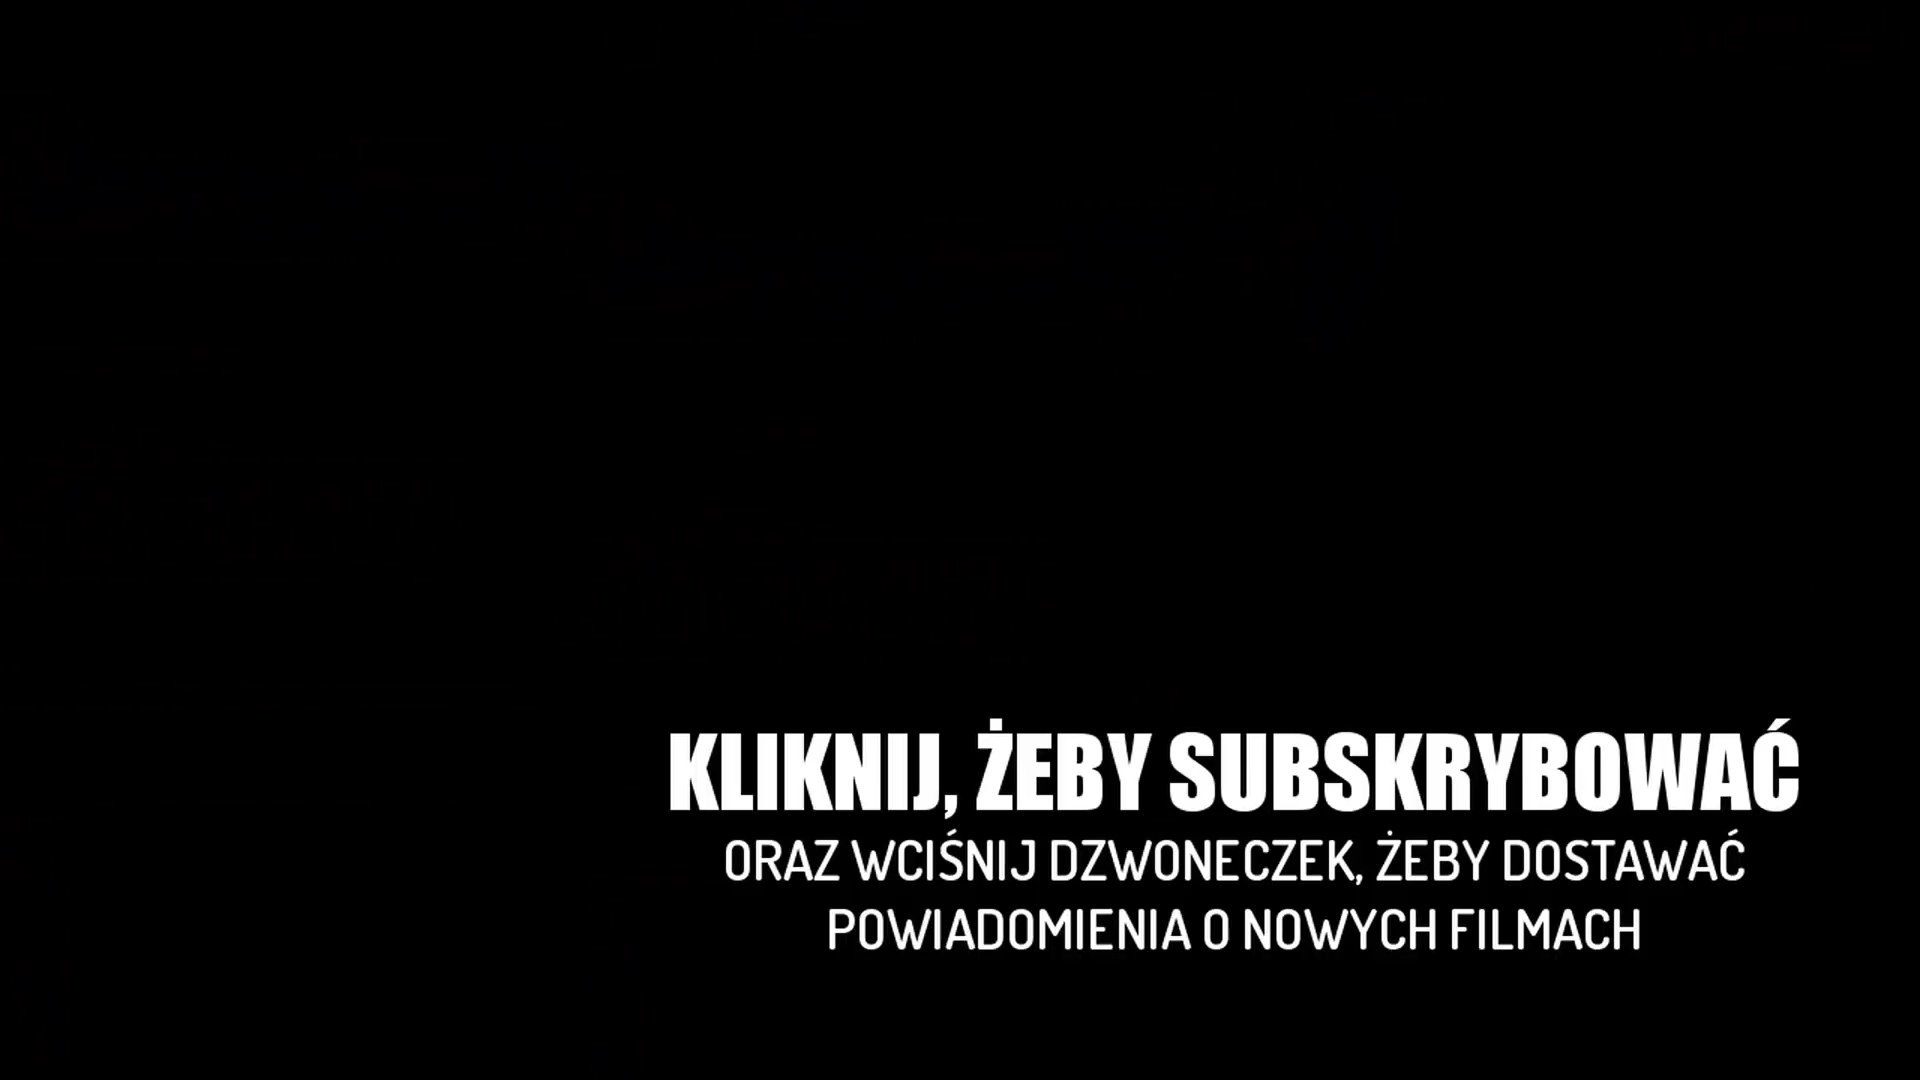 KLIKNIJ, ŻEBY SUBSKRYBOWAĆ
ORAZ WCIŚNIJ DZWONECZEK, ŻEBY DOSTAWAĆ
POWIADOMIENIA O NOWYCH FILMACH